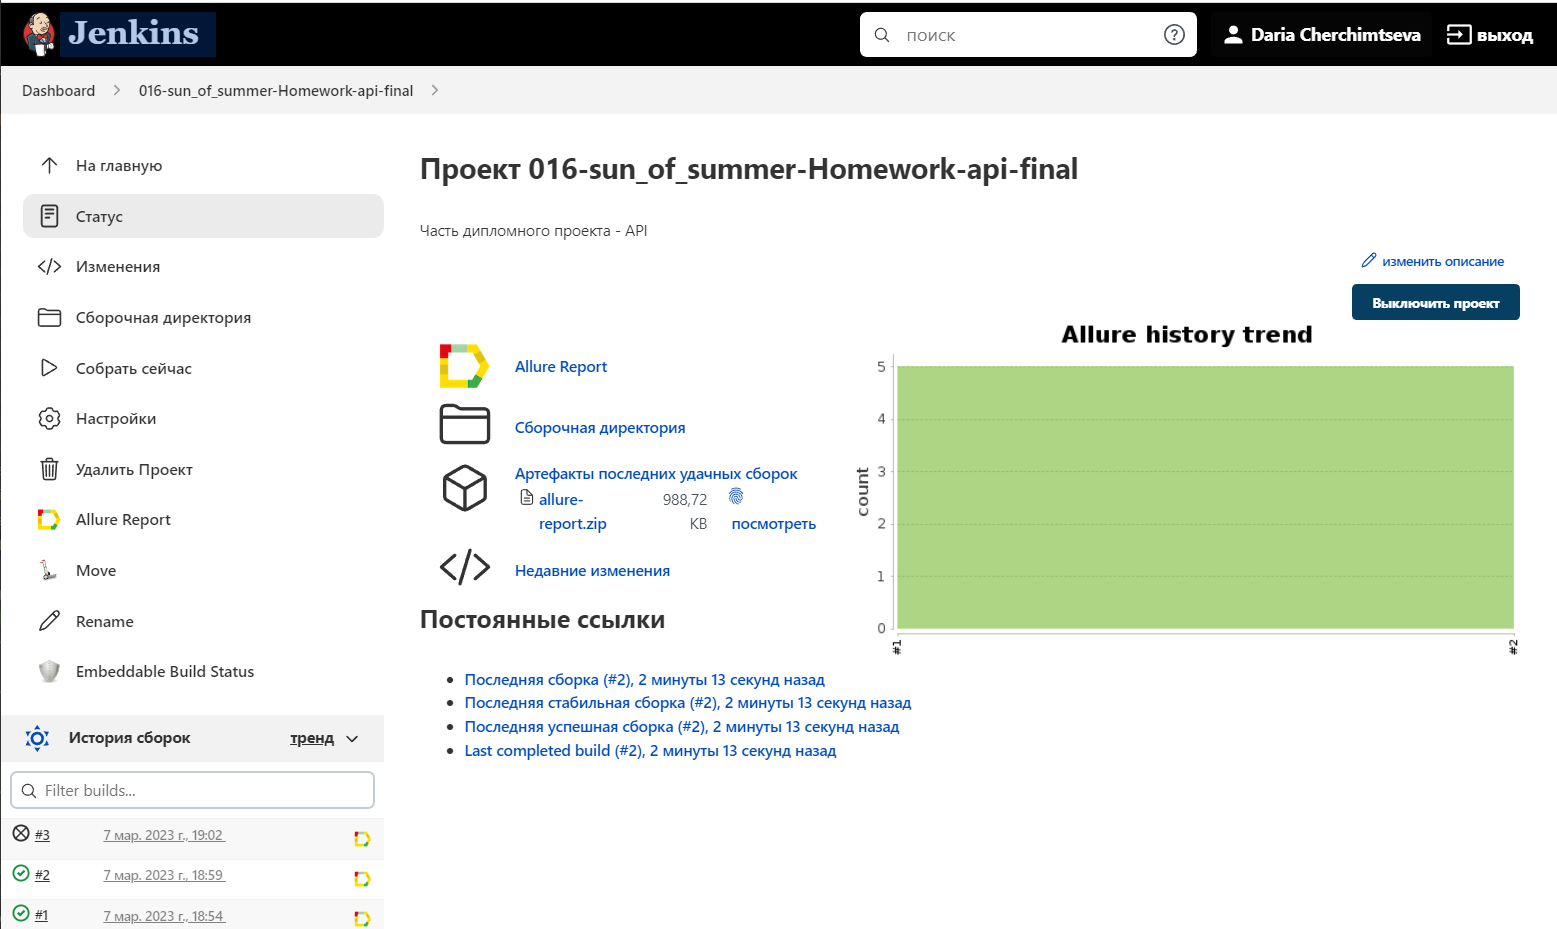 Jenkins
поиск
Daria Cherchimtseva
выход
Dashboard
016-sun_of_summer-Homework-api-final
На главную
Статус
Изменения
Сборочная директория
Собрать сейчас
Настройки
Удалить Проект
Allure Report
Move
Rename
Embeddable Build Status
История сборок
тренд
Filter builds...
#3 7 мар. 2023 г., 19:02
#2 7 мар. 2023 г., 18:59
#1 7 мар. 2023 г., 18:54
Проект 016-sun_of_summer-Homework-api-final
Часть дипломного проекта - API
изменить описание
Выключить проект
Allure Report
Сборочная директория
Артефакты последних удачных сборок
allure- 988,72
report.zip KB посмотреть
Недавние изменения
Allure history trend
count
5
4
3
2
1
0
#1
#2
Постоянные ссылки
Последняя сборка (#2), 2 минуты 13 секунд назад
Последняя стабильная сборка (#2), 2 минуты 13 секунд назад
Последняя успешная сборка (#2), 2 минуты 13 секунд назад
Last completed build (#2), 2 минуты 13 секунд назад